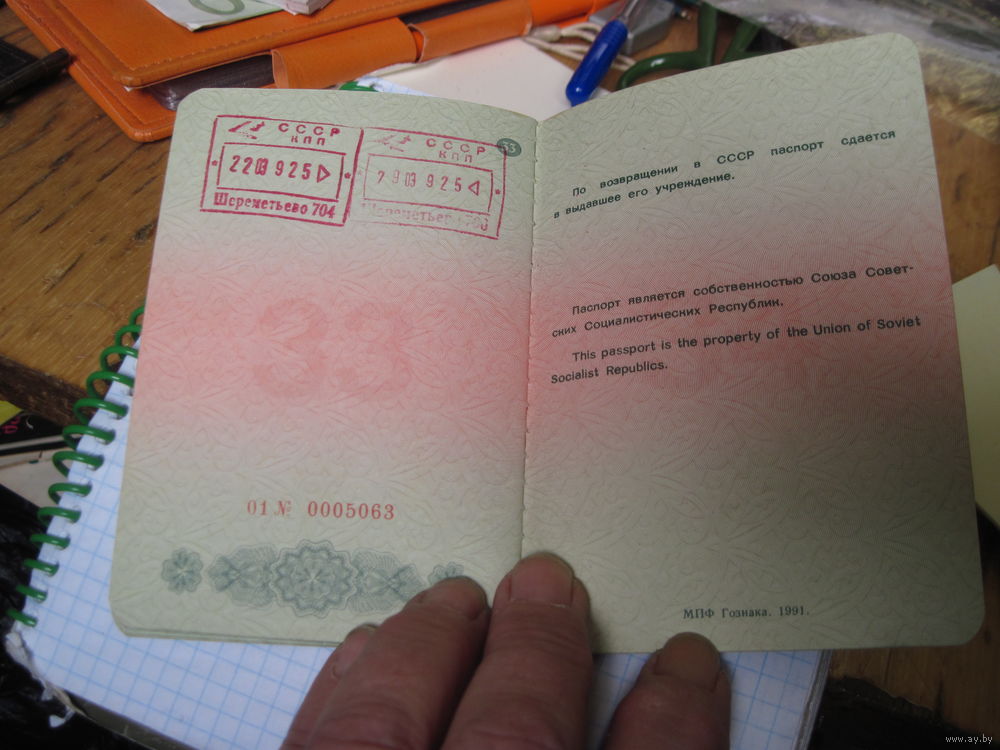 СССР
КПП
22 03 925
Шереметьево 704
СССР
КПП
29 03 925
Шереметьево
33
01 № 0005063
По возвращении в СССР паспорт сдается
в выдавшее его учреждение.
Паспорт является собственностью Союза Совет-
ских Социалистических Республик.
This passport is the property of the Union of Soviet
Socialist Republics.
МПФ Гознака. 1991.
www.ay.by